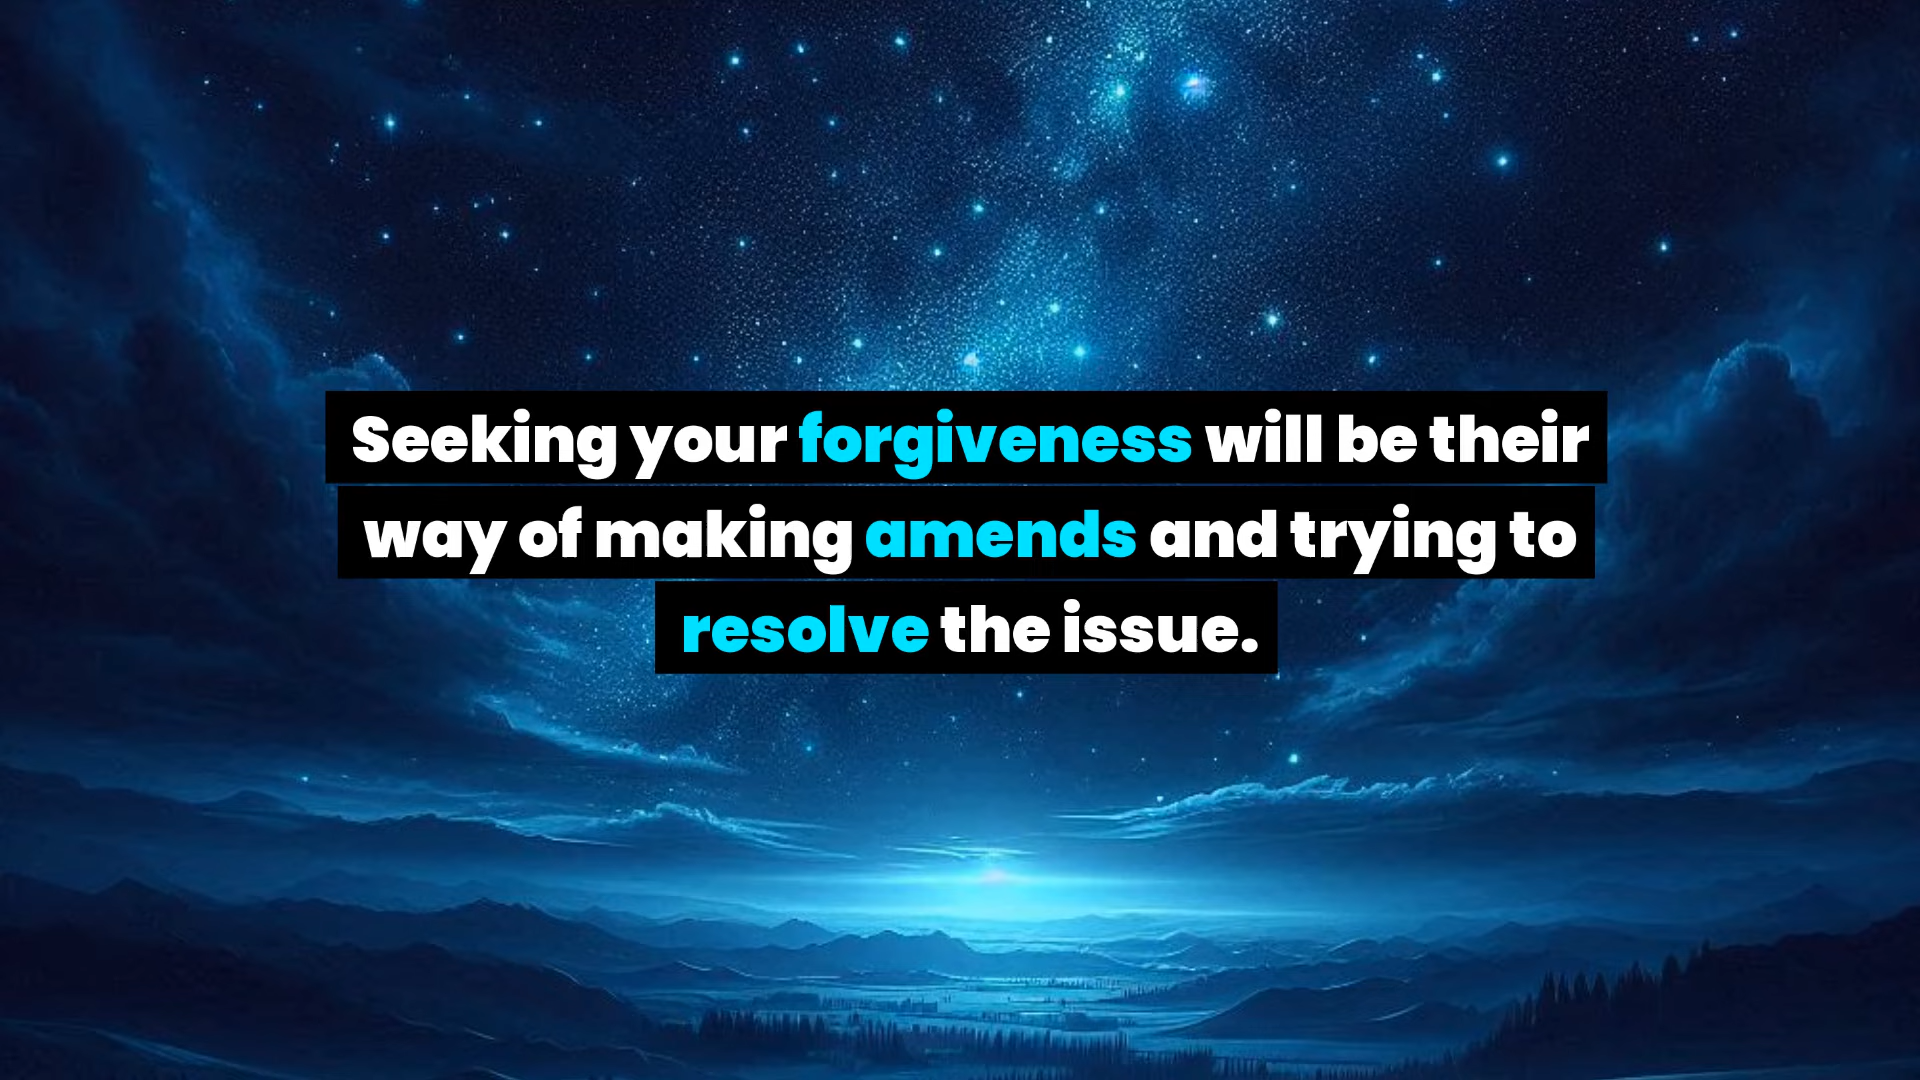 Seeking your forgiveness will be their
way of making amends and trying to
resolve the issue.